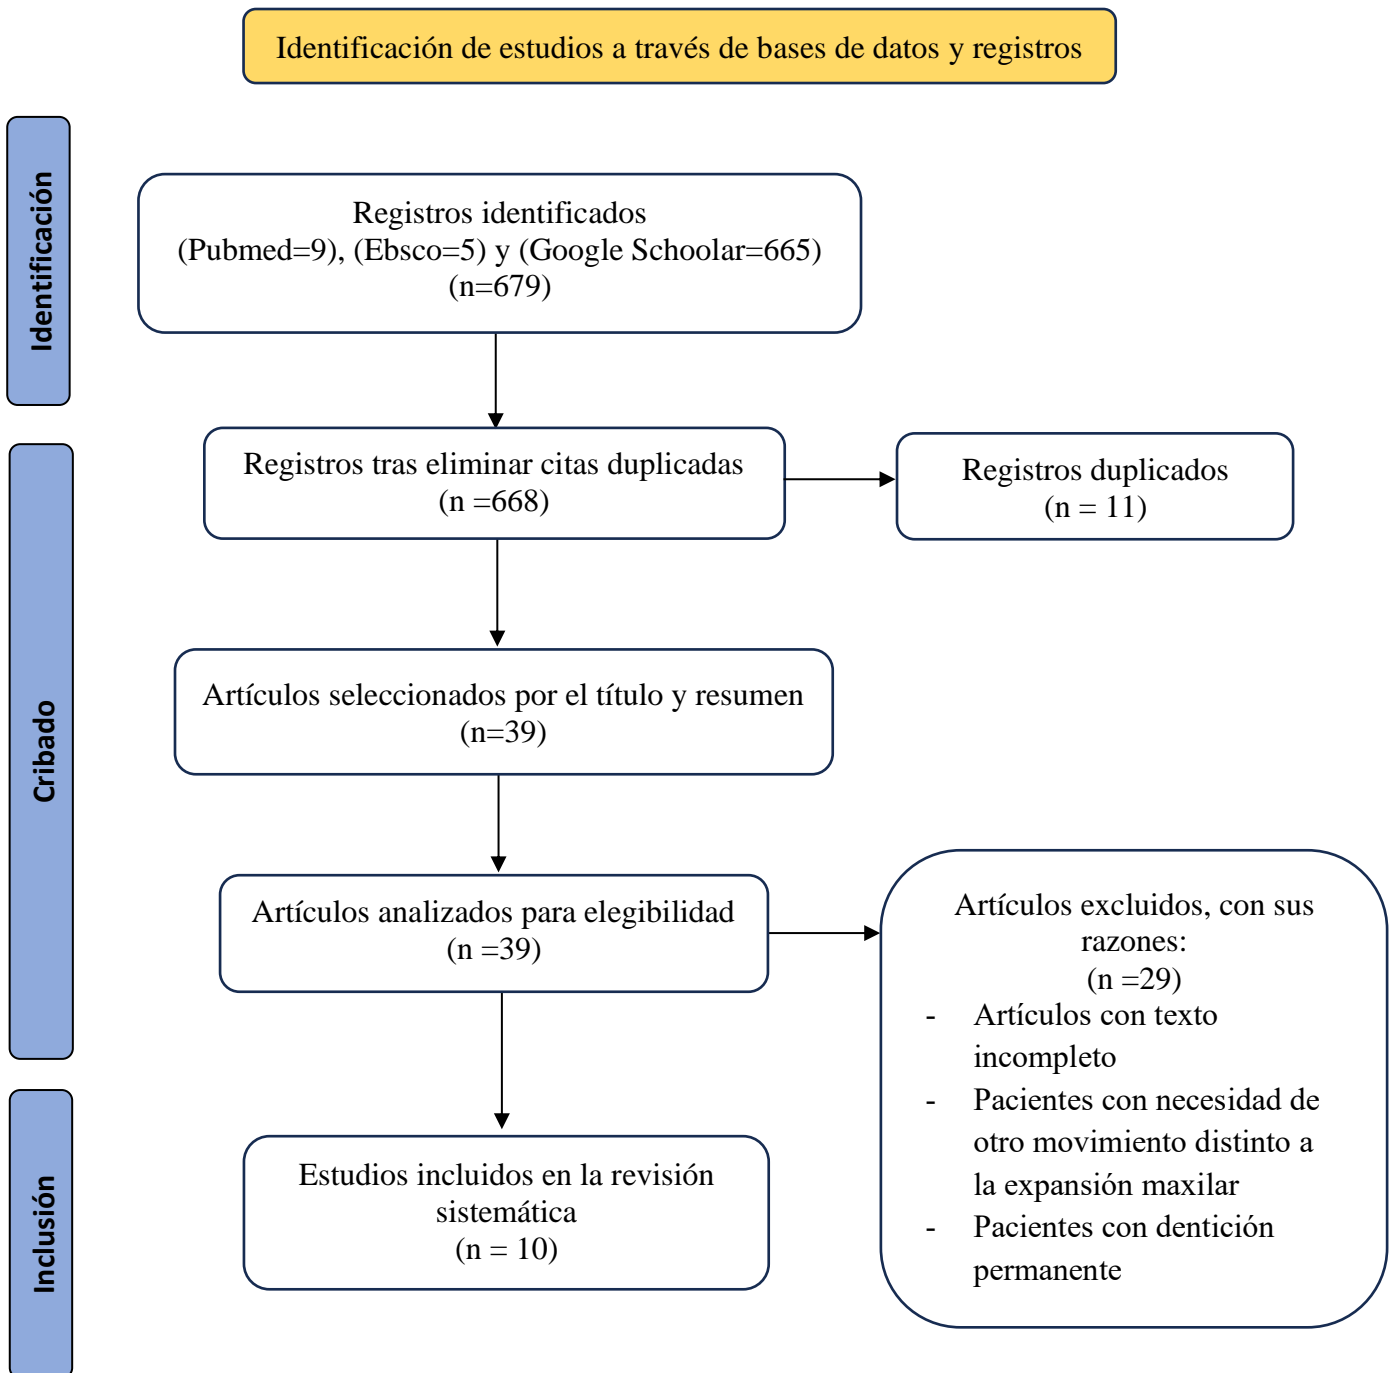 Identificación de estudios a través de bases de datos y registros
Identificación
Registros identificados
(Pubmed=9), (Ebsco=5) y (Google Schoolar=665)
(n=679)
Registros tras eliminar citas duplicadas
(n =668)
Registros duplicados
(n = 11)
Cribado
Artículos seleccionados por el título y resumen
(n=39)
Artículos analizados para elegibilidad
(n =39)
Artículos excluidos, con sus
razones:
(n =29)
- Artículos con texto
incompleto
- Pacientes con necesidad de
otro movimiento distinto a
la expansión maxilar
- Pacientes con dentición
permanente
Inclusión
Estudios incluidos en la revisión
sistemática
(n = 10)